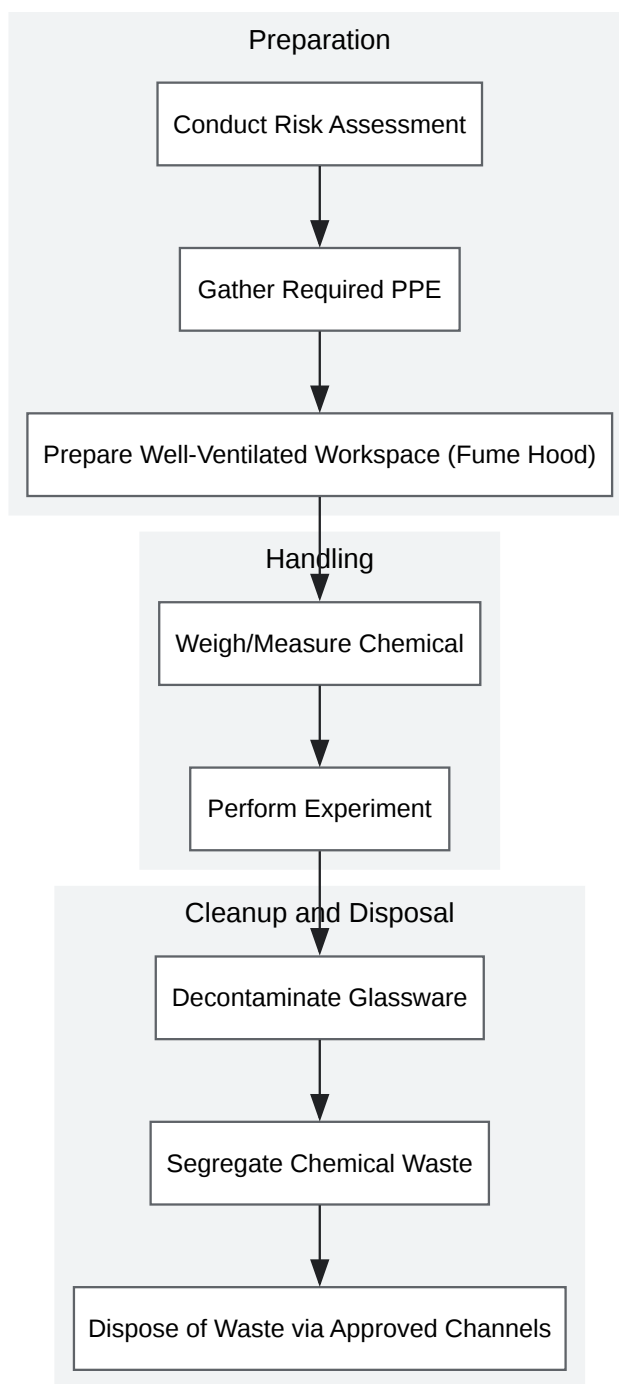 Preparation
Conduct Risk Assessment
Gather Required PPE
Prepare Well-Ventilated Workspace (Fume Hood)
Handling
Weigh/Measure Chemical
Perform Experiment
Cleanup and Disposal
Decontaminate Glassware
Segregate Chemical Waste
Dispose of Waste via Approved Channels